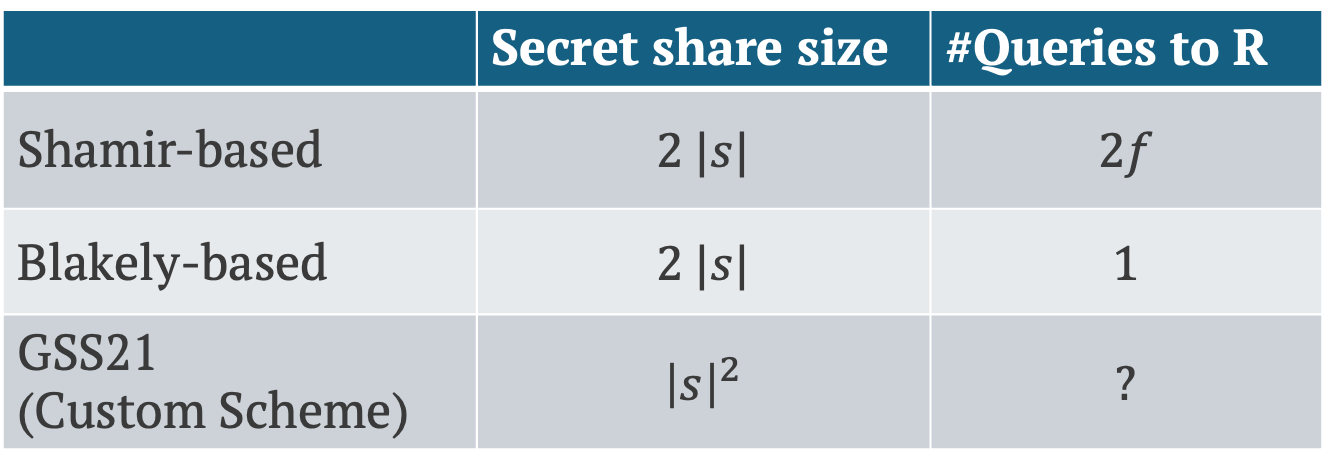 Secret share size #Queries to R
Shamir-based 2 |s| 2f
Blakely-based 2 |s| 1
GSS21
(Custom Scheme) |s|² ?